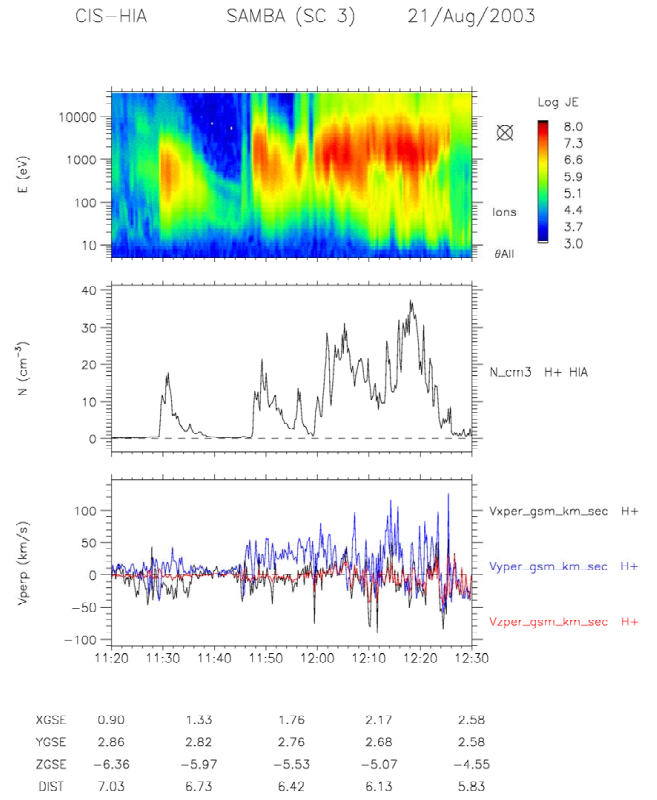 CIS-HIA SAMBA (SC 3) 21/Aug/2003
Log JE
10000
1000
100
10
E (eV)
8.0
7.3
6.6
5.9
5.1
4.4
3.7
3.0
Ions
θAll
40
30
20
10
0
N (cm⁻³)
N_cm3 H+ HIA
100
50
0
-50
-100
Vperp (km/s)
Vxper_gsm_km_sec H+
Vyper_gsm_km_sec H+
Vzper_gsm_km_sec H+
11:20 11:30 11:40 11:50 12:00 12:10 12:20 12:30
XGSE 0.90 1.33 1.76 2.17 2.58
YGSE 2.86 2.82 2.76 2.68 2.58
ZGSE -6.36 -5.97 -5.53 -5.07 -4.55
DIST 7.03 6.73 6.42 6.13 5.83